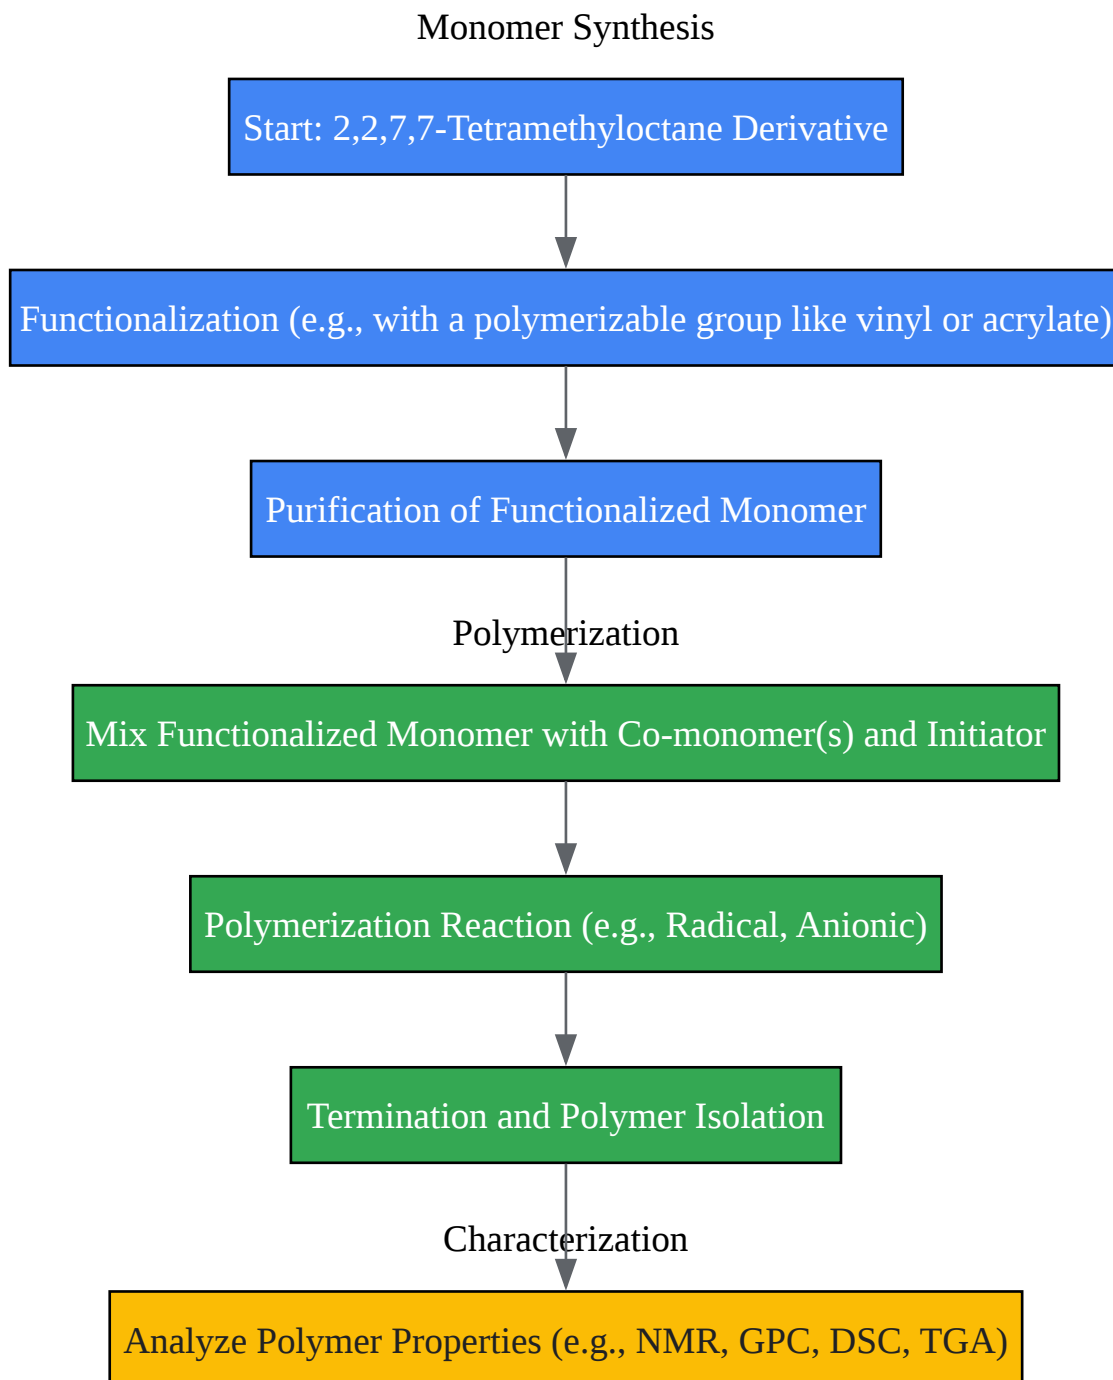 Monomer Synthesis
Start: 2,2,7,7-Tetramethyloctane Derivative
Functionalization (e.g., with a polymerizable group like vinyl or acrylate)
Purification of Functionalized Monomer
Polymerization
Mix Functionalized Monomer with Co-monomer(s) and Initiator
Polymerization Reaction (e.g., Radical, Anionic)
Termination and Polymer Isolation
Characterization
Analyze Polymer Properties (e.g., NMR, GPC, DSC, TGA)